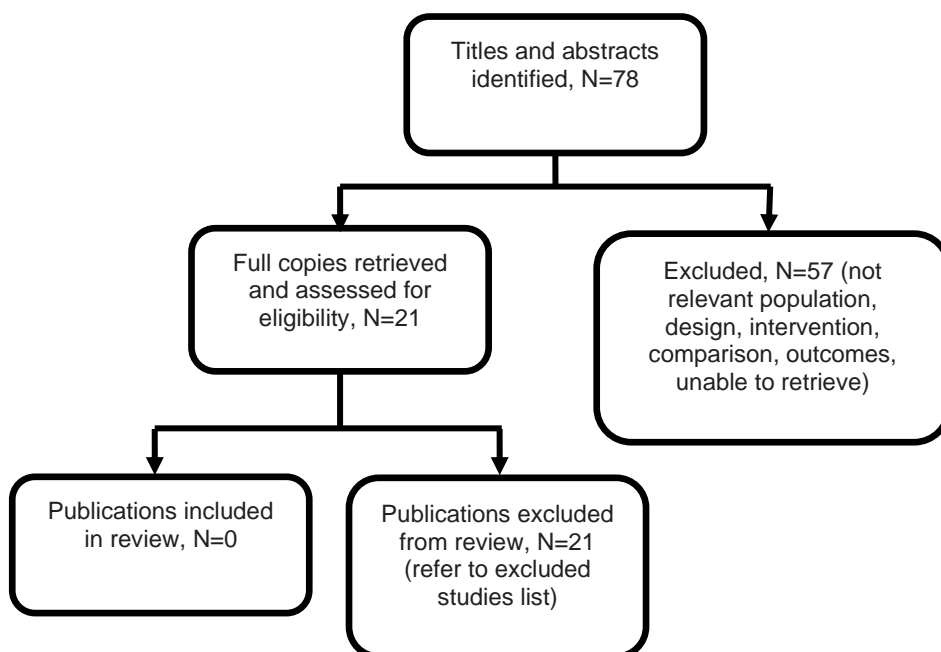 Titles and abstracts
identified, N=78
Full copies retrieved
and assessed for
eligibility, N=21
Excluded, N=57 (not
relevant population,
design, intervention,
comparison, outcomes,
unable to retrieve)
Publications included
in review, N=0
Publications excluded
from review, N=21
(refer to excluded
studies list)